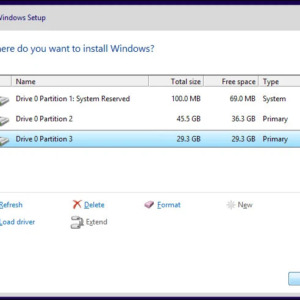 Windows Setup
here do you want to install Windows?
Name Total size Free space Type
Drive 0 Partition 1: System Reserved 100.0 MB 69.0 MB System
Drive 0 Partition 2 45.5 GB 36.3 GB Primary
Drive 0 Partition 3 29.3 GB 29.3 GB Primary
Refresh Delete Format New
Load driver Extend